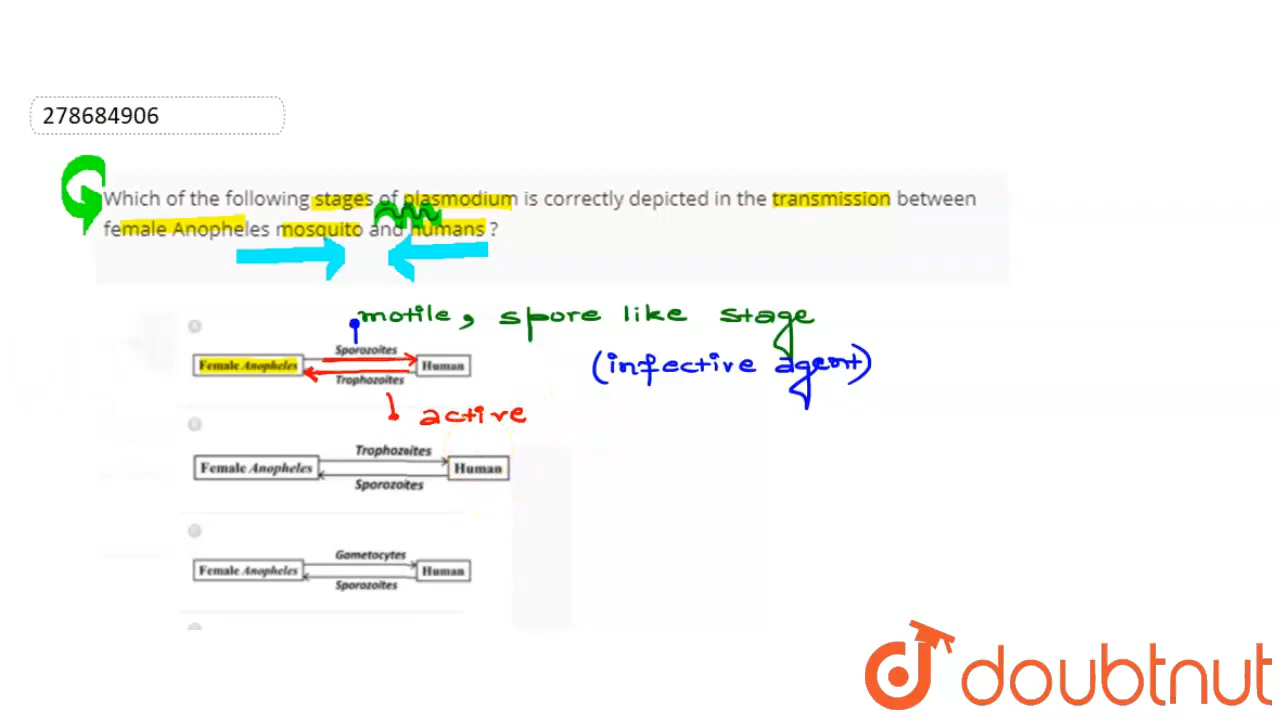 278684906
Which of the following stages of plasmodium is correctly depicted in the transmission between
female Anopheles mosquito and humans ?
motile, spore like stage
Sporozoites
Female Anopheles
Human
(infective agent)
Trophozoites
active
Trophozoites
Female Anopheles
Human
Sporozoites
Gametocytes
Female Anopheles
Human
Sporozoites
doubtnut